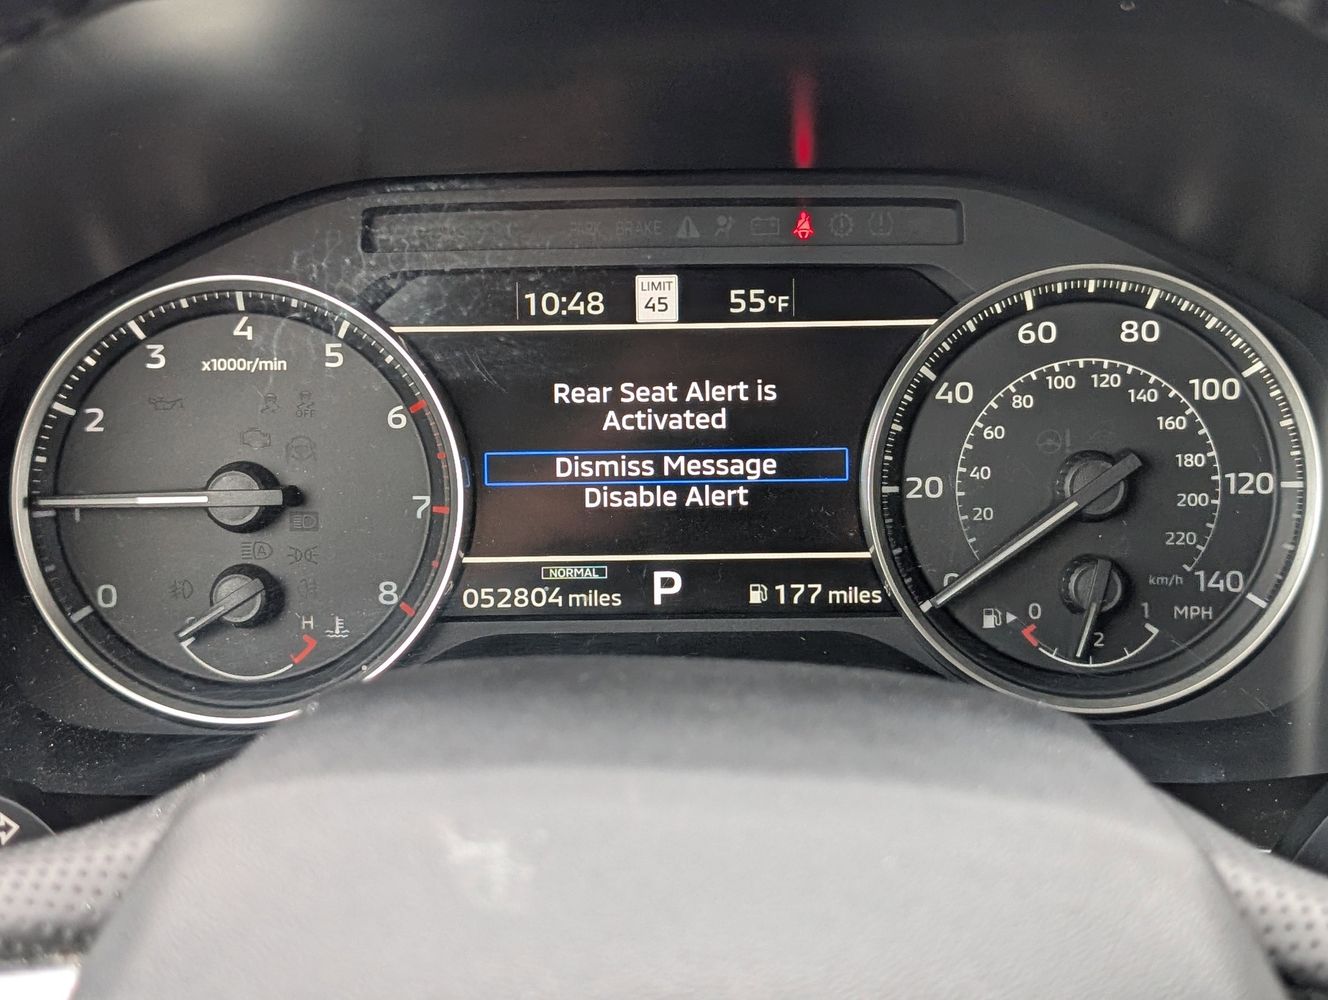 PARK BRAKE
10:48
LIMIT
45
55°F
Rear Seat Alert is
Activated
Dismiss Message
Disable Alert
NORMAL
052804 miles
P
177 miles
0
1
2
3
4
5
6
7
8
x1000r/min
OFF
A
H
0
20
40
60
80
100
120
140
MPH
20
40
60
80
100
120
140
160
180
200
220
km/h
0
1
2